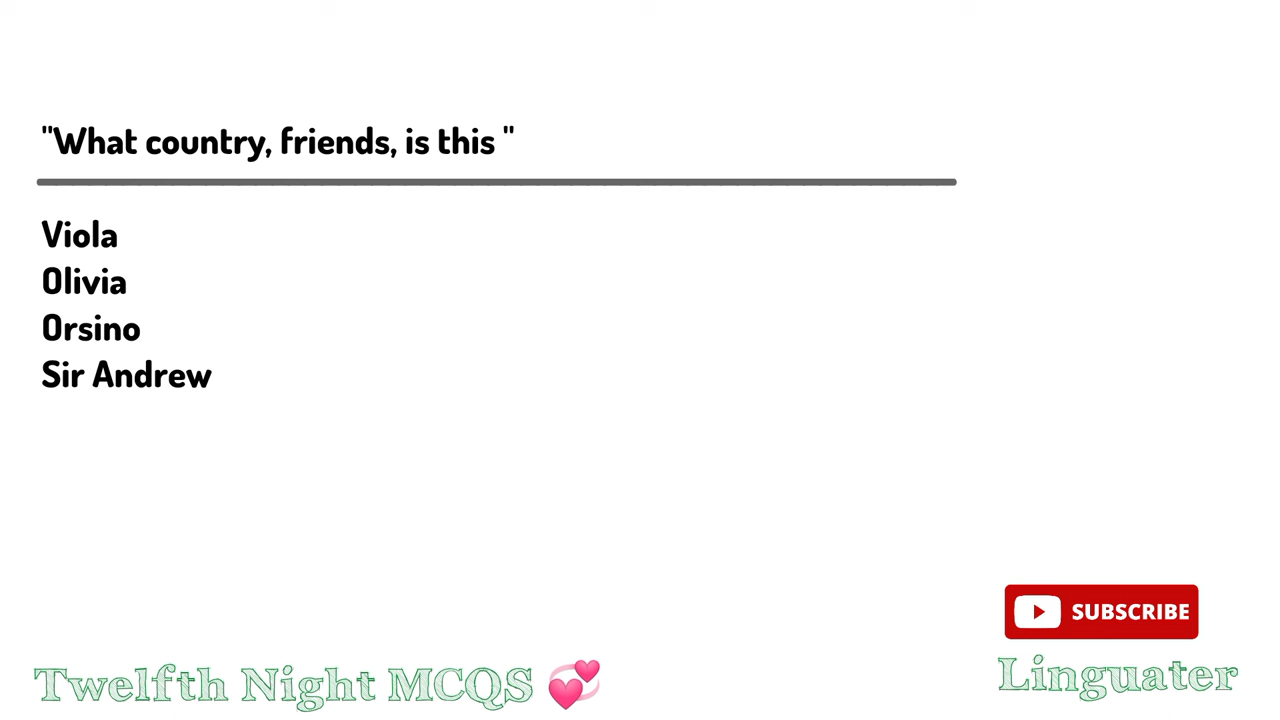 "What country, friends, is this "
Viola
Olivia
Orsino
Sir Andrew
SUBSCRIBE
Twelfth Night MCQS 💞
Linguater